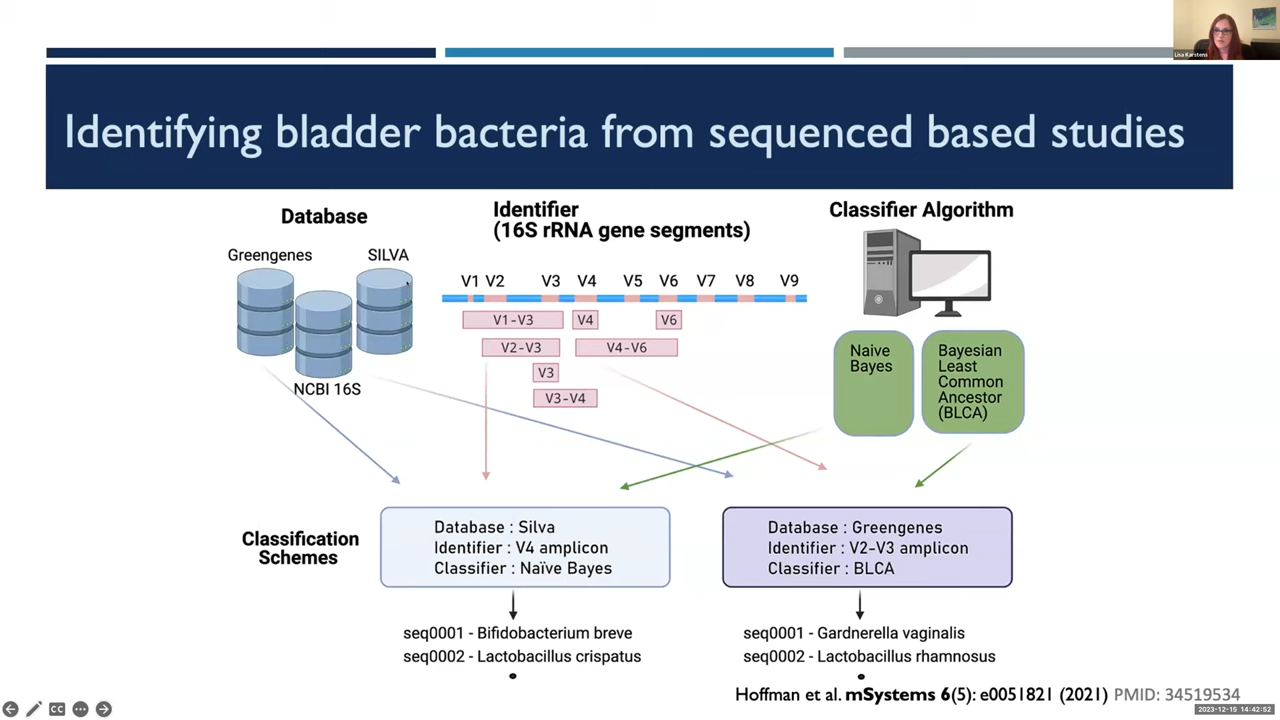 Lisa Karstens
Identifying bladder bacteria from sequenced based studies
Database
Greengenes
SILVA
NCBI 16S
Identifier
(16S rRNA gene segments)
V1 V2 V3 V4 V5 V6 V7 V8 V9
V1-V3 V4 V6
V2-V3 V4-V6
V3
V3-V4
Classifier Algorithm
Naive
Bayes
Bayesian
Least
Common
Ancestor
(BLCA)
Classification
Schemes
Database : Silva
Identifier : V4 amplicon
Classifier : Naïve Bayes
Database : Greengenes
Identifier : V2-V3 amplicon
Classifier : BLCA
seq0001 - Bifidobacterium breve
seq0002 - Lactobacillus crispatus
seq0001 - Gardnerella vaginalis
seq0002 - Lactobacillus rhamnosus
Hoffman et al. mSystems 6(5): e0051821 (2021) PMID: 34519534
CC
2023-12-15 14:42:52